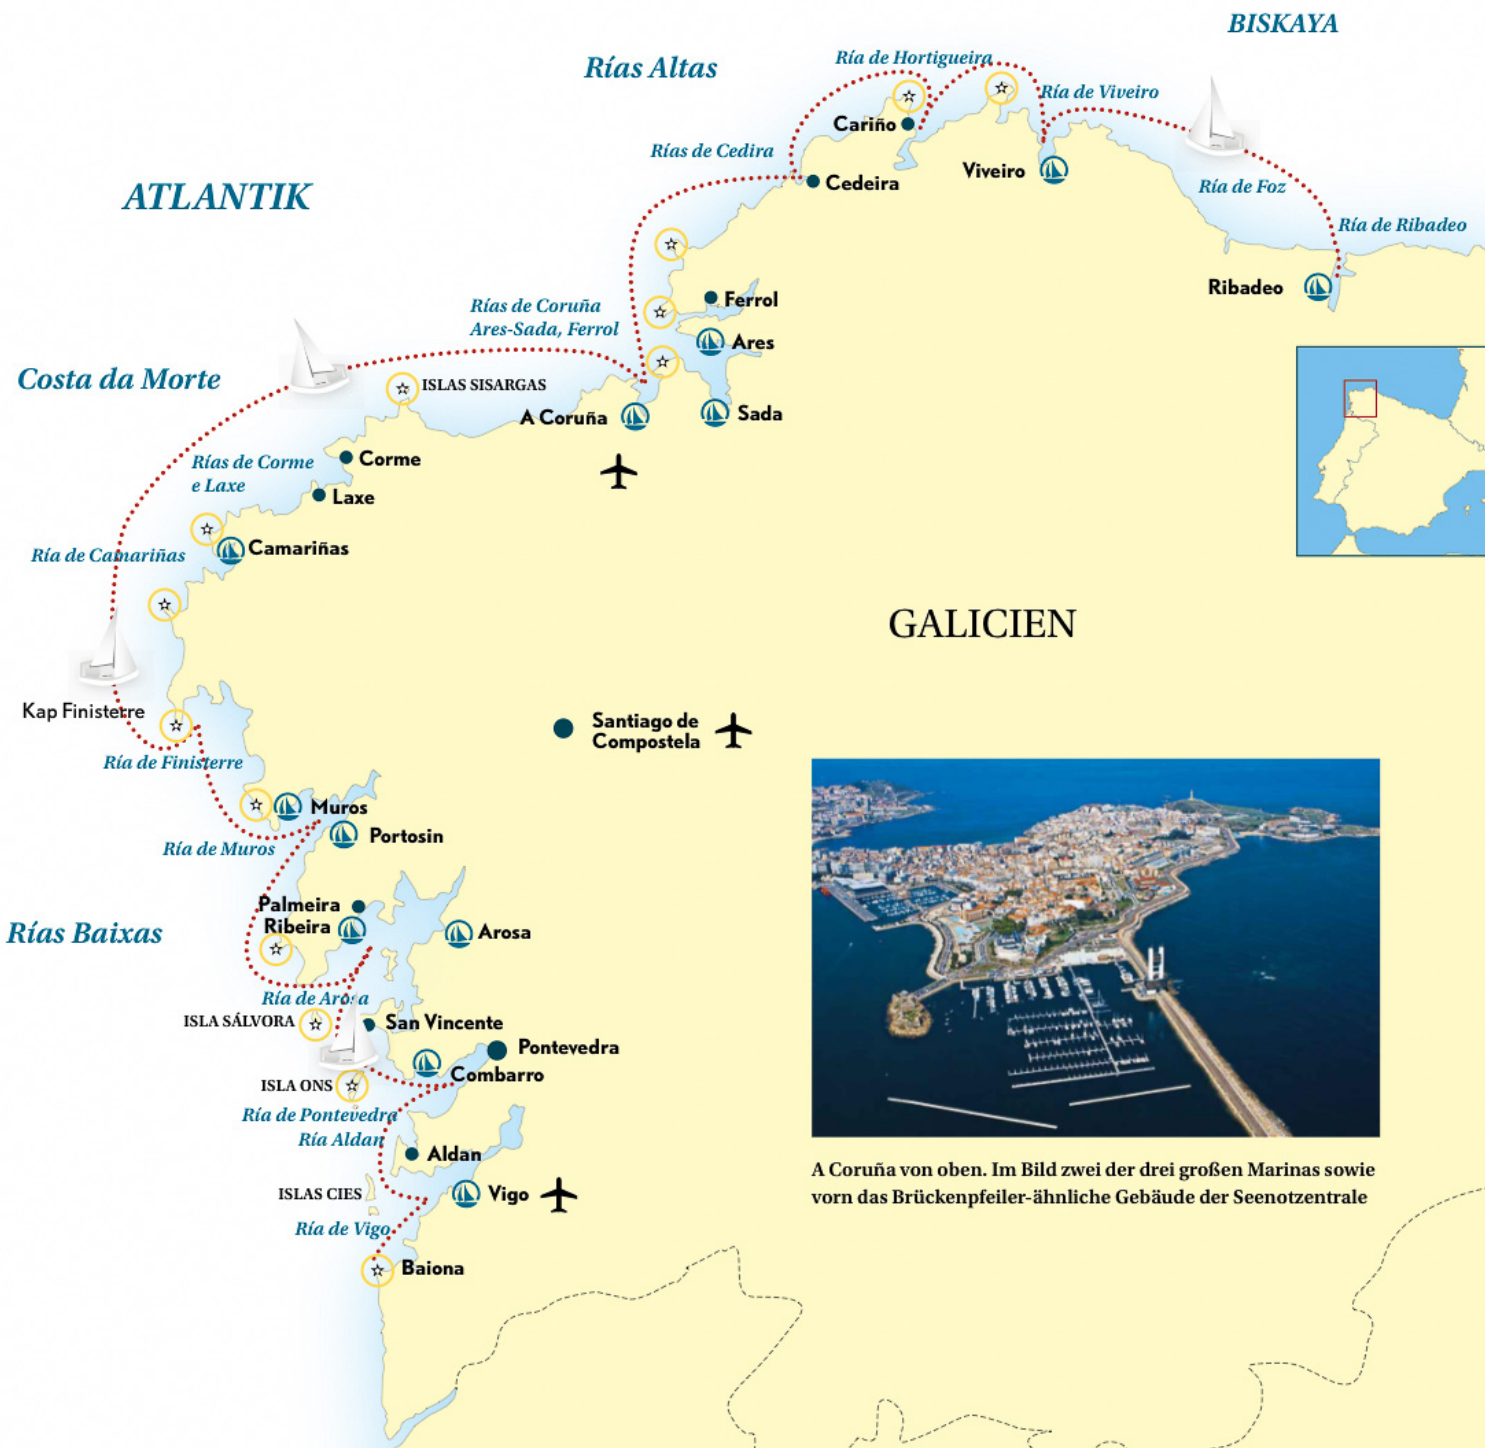 BISKAYA
Rías Altas
Ría de Hortigueira
Ría de Viveiro
Cariño
Rías de Cedira
Viveiro
Cedeira
Ría de Foz
ATLANTIK
Ría de Ribadeo
Ribadeo
Rías de Coruña
Ares-Sada, Ferrol
Ferrol
Ares
Costa da Morte
ISLAS SISARGAS
A Coruña
Sada
Rías de Corme
e Laxe
Corme
Laxe
Ría de Camariñas
Camariñas
GALICIEN
Kap Finisterre
Santiago de
Compostela
Ría de Finisterre
Muros
Portosin
Ría de Muros
Palmeira
Ribeira
Rías Baixas
Arosa
Ría de Arosa
ISLA SÁLVORA
San Vincente
Pontevedra
Combarro
ISLA ONS
Ría de Pontevedra
Ría Aldan
Aldan
ISLAS CIES
Vigo
Ría de Vigo
Baiona
A Coruña von oben. Im Bild zwei der drei großen Marinas sowie
vorn das Brückenpfeiler-ähnliche Gebäude der Seenotzentrale